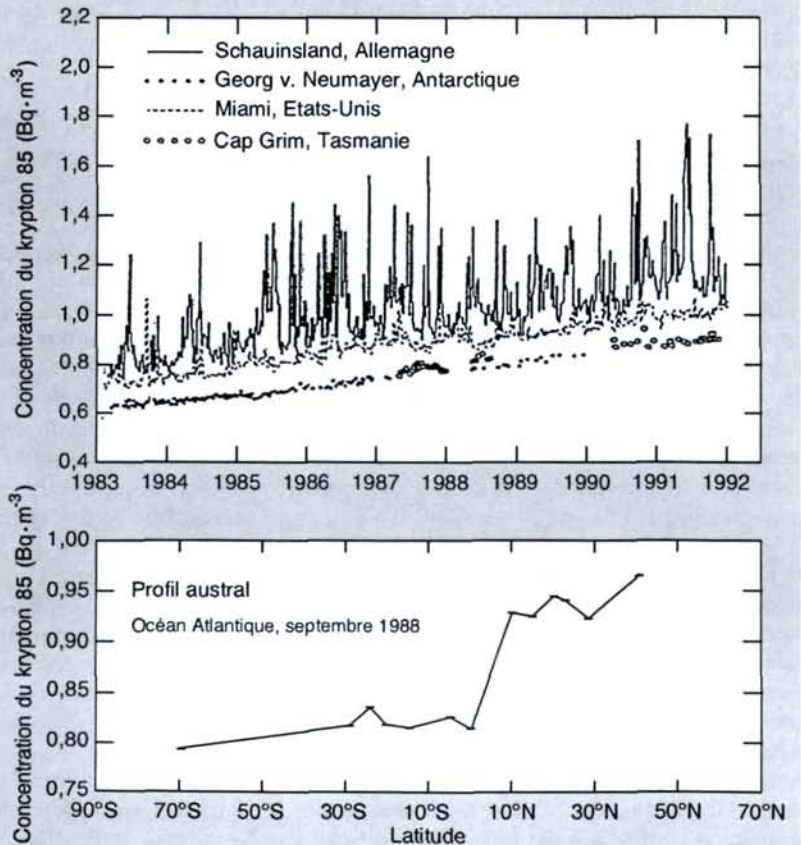 Concentration du krypton 85 (Bq·m⁻³)
2,2
2,0
1,8
1,6
1,4
1,2
1,0
0,8
0,6
0,4
Schauinsland, Allemagne
Georg v. Neumayer, Antarctique
Miami, Etats-Unis
Cap Grim, Tasmanie
1983 1984 1985 1986 1987 1988 1989 1990 1991 1992
Concentration du krypton 85 (Bq·m⁻³)
1,00
0,95
0,90
0,85
0,80
0,75
Profil austral
Océan Atlantique, septembre 1988
90°S 70°S 50°S 30°S 10°S 10°N 30°N 50°N 70°N
Latitude